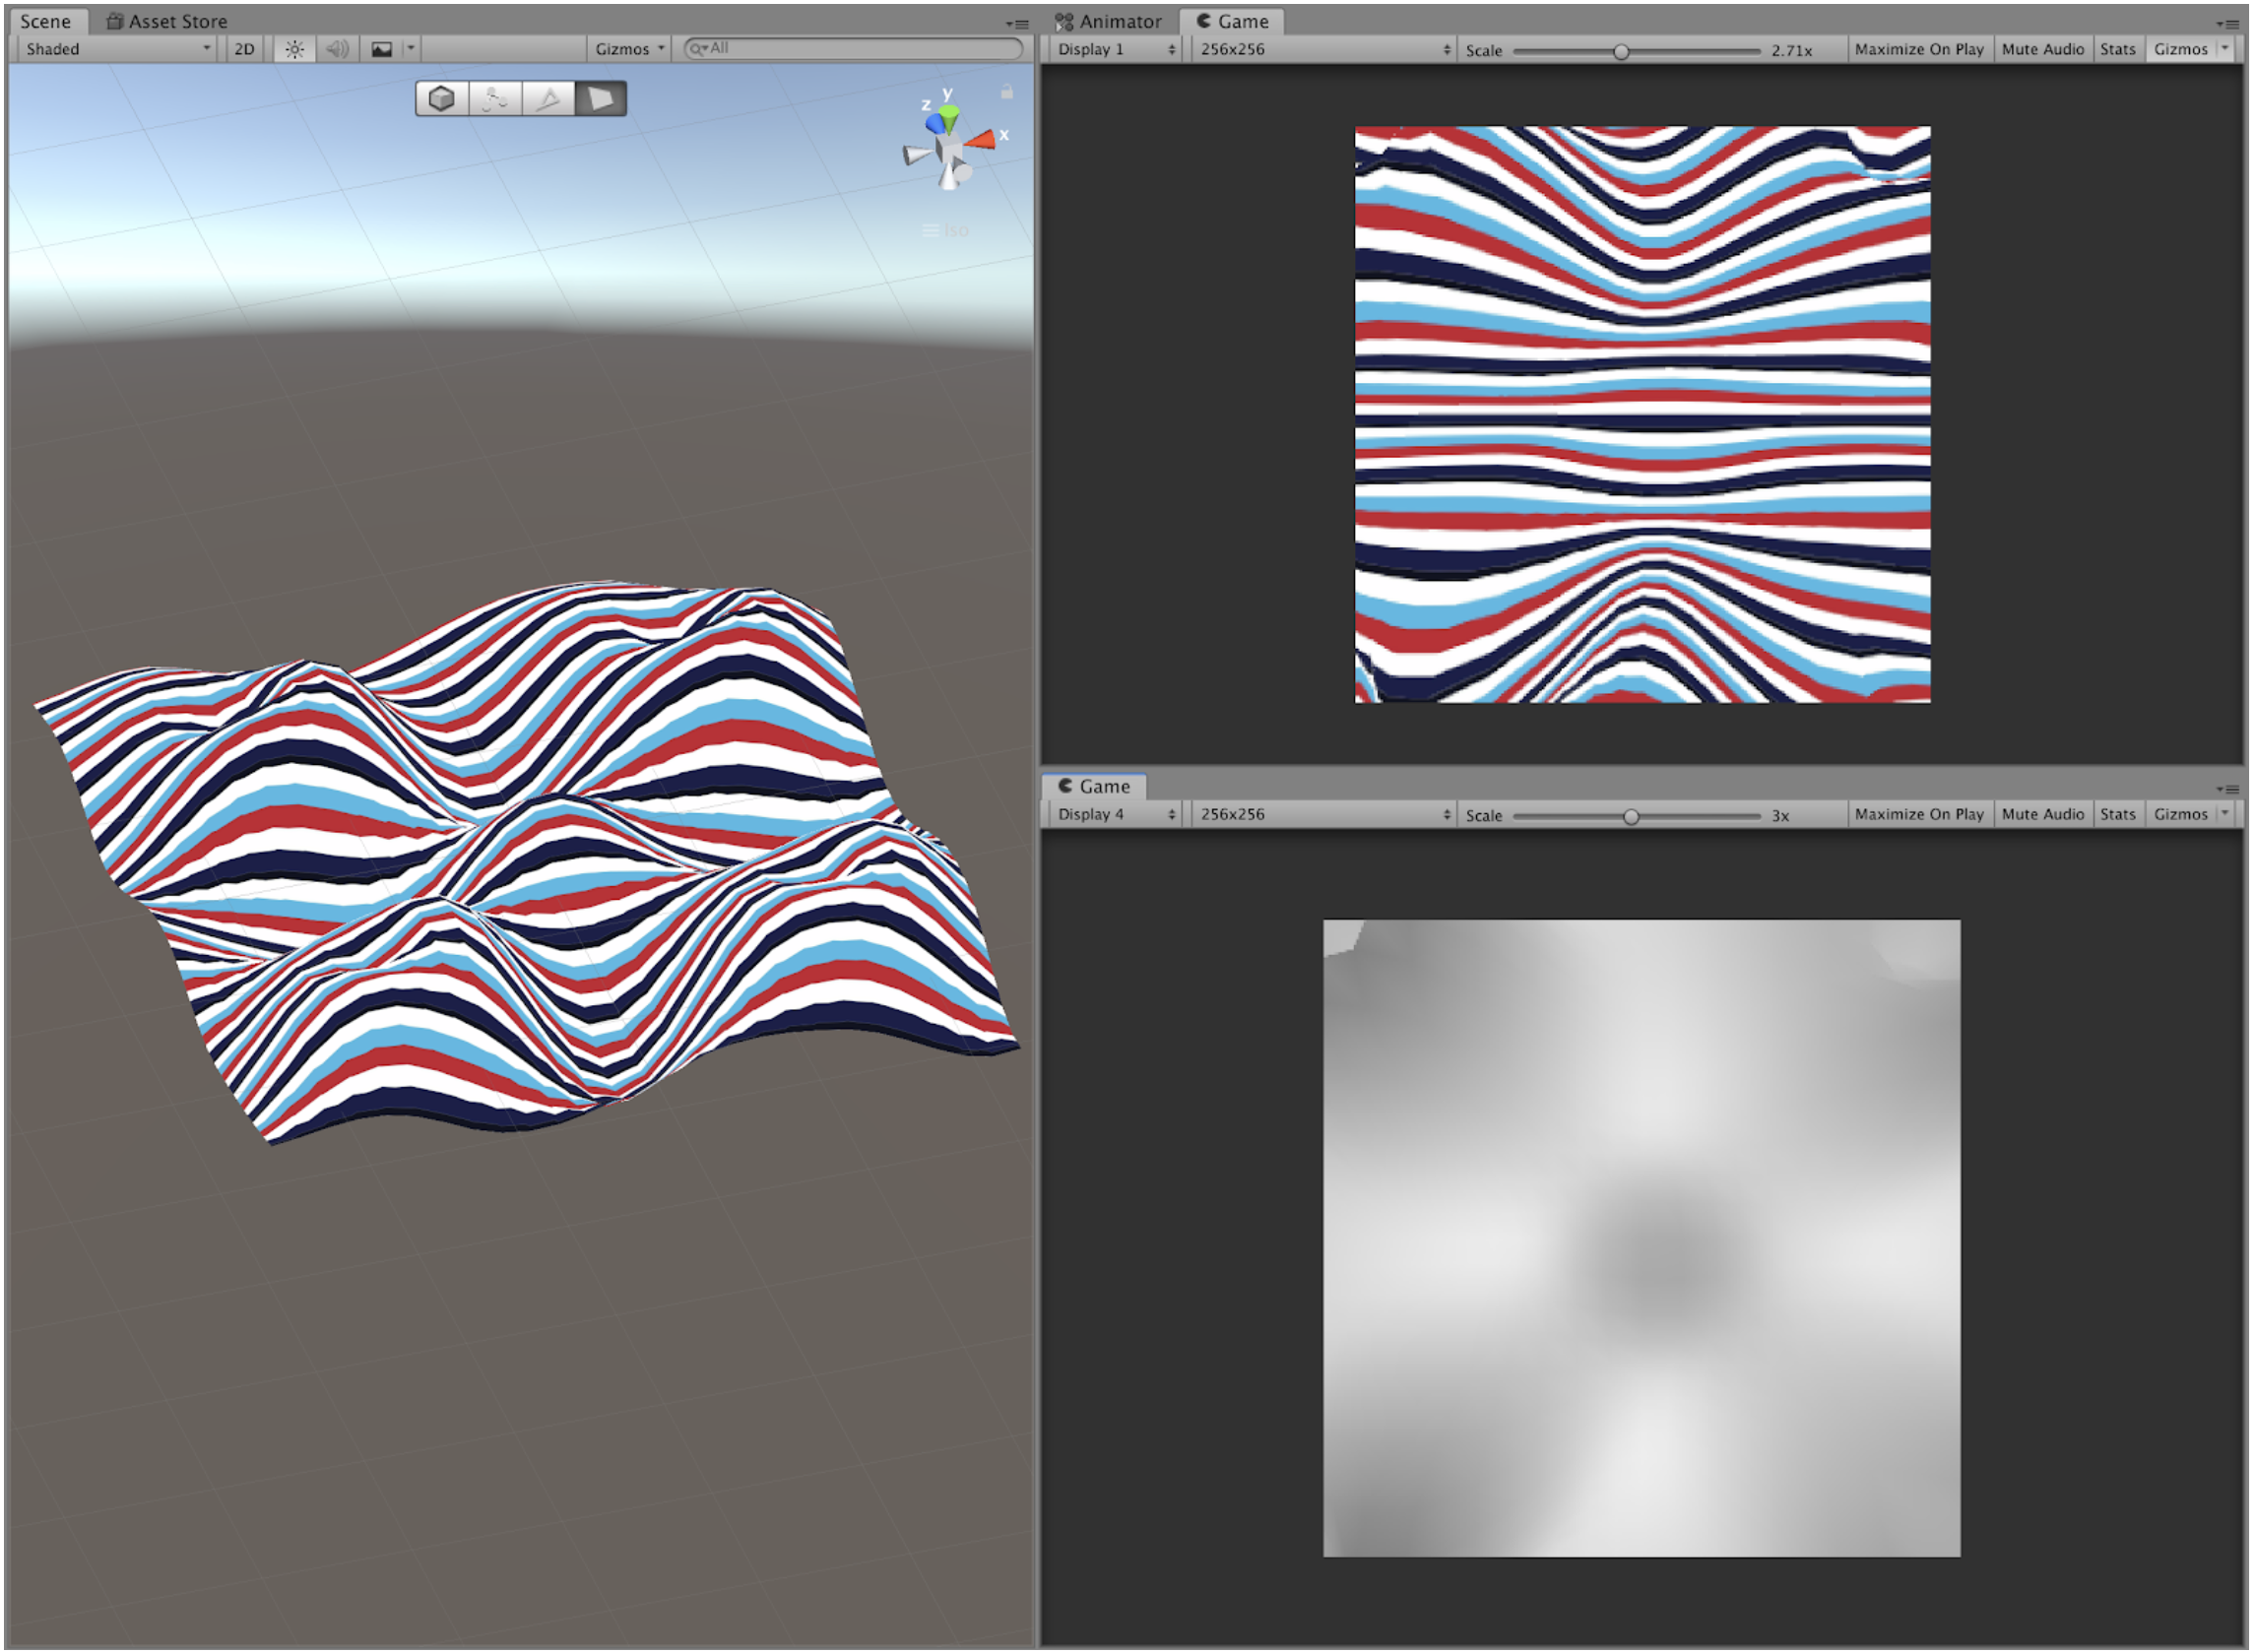 Scene Asset Store
Shaded 2D Gizmos All
y
z
x
Iso
Animator Game
Display 1 256x256 Scale 2.71x Maximize On Play Mute Audio Stats Gizmos
Game
Display 4 256x256 Scale 3x Maximize On Play Mute Audio Stats Gizmos